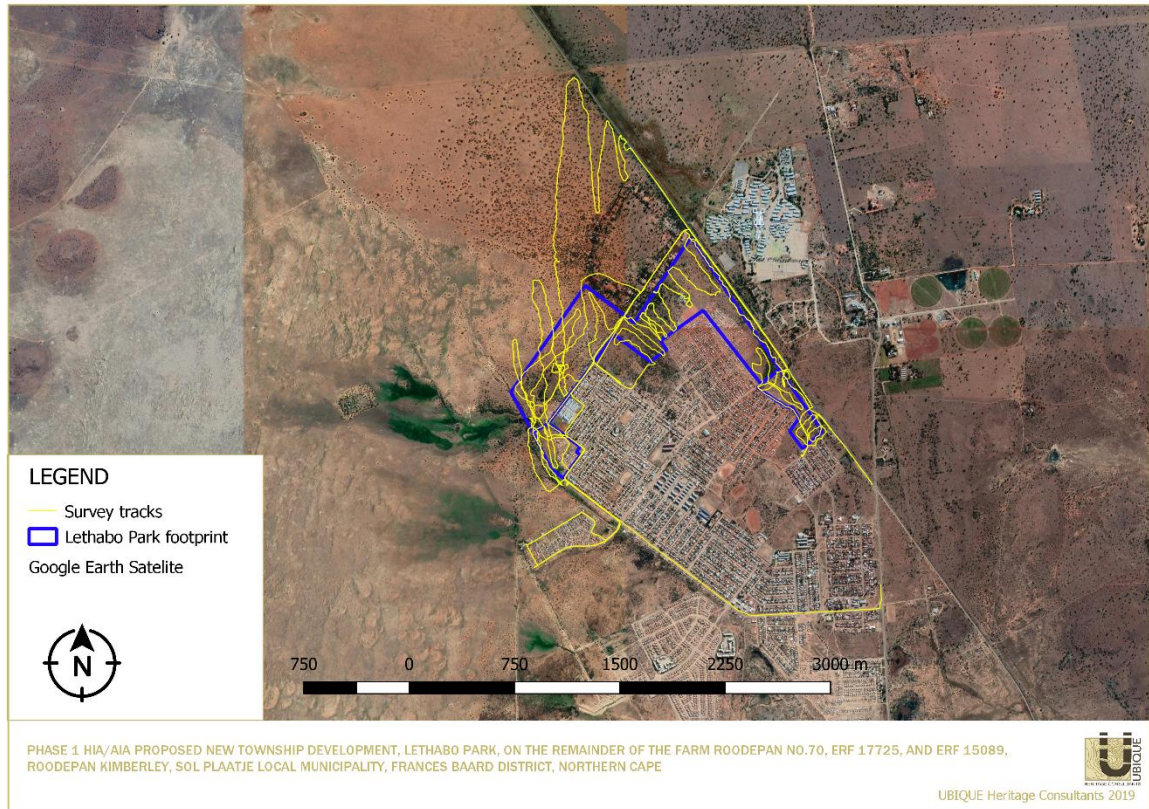 LEGEND
Survey tracks
Lethabo Park footprint
Google Earth Satelite
N
750 0 750 1500 2250 3000 m
PHASE 1 HIA/AIA PROPOSED NEW TOWNSHIP DEVELOPMENT, LETHABO PARK, ON THE REMAINDER OF THE FARM ROODEPAN NO.70, ERF 17725, AND ERF 15089,
ROODEPAN KIMBERLEY, SOL PLAATJE LOCAL MUNICIPALITY, FRANCES BAARD DISTRICT, NORTHERN CAPE
UBIQUE
UBIQUE Heritage Consultants 2019